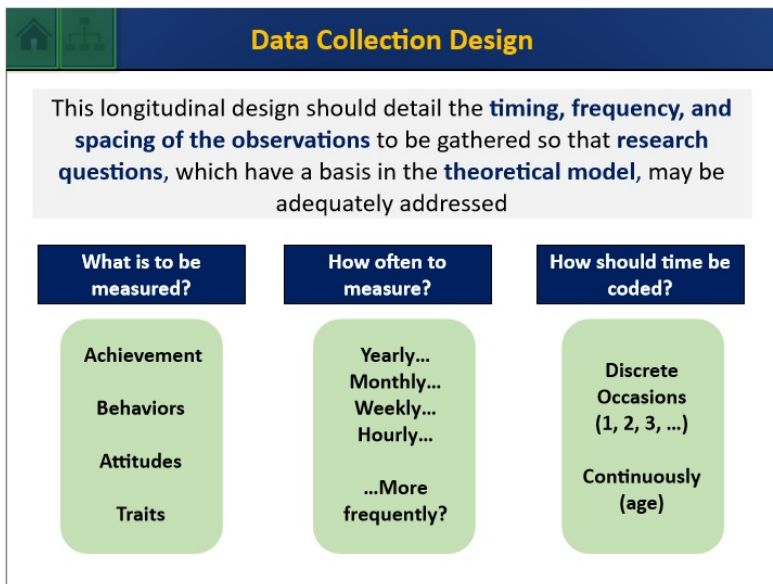 Data Collection Design
This longitudinal design should detail the timing, frequency, and
spacing of the observations to be gathered so that research
questions, which have a basis in the theoretical model, may be
adequately addressed
What is to be
measured?
Achievement
Behaviors
Attitudes
Traits
How often to
measure?
Yearly...
Monthly...
Weekly...
Hourly...
...More
frequently?
How should time be
coded?
Discrete
Occasions
(1, 2, 3, ...)
Continuously
(age)